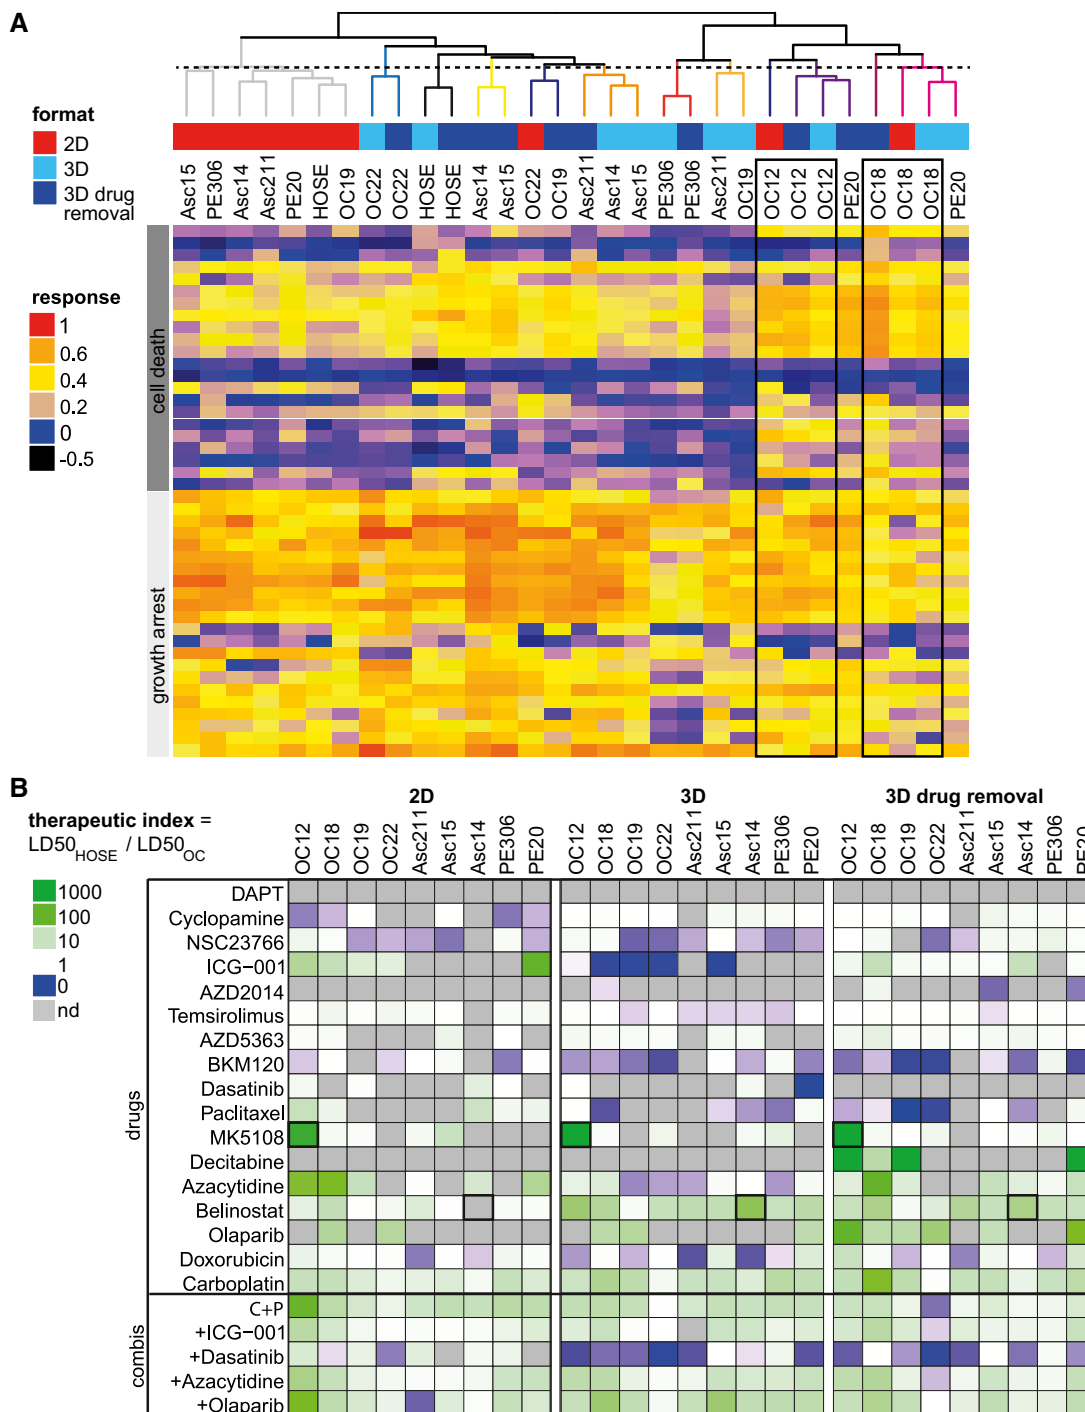 A
format
2D
3D
3D drug
removal
Asc15
PE306
Asc14
Asc211
PE20
HOSE
OC19
OC22
OC22
HOSE
HOSE
Asc14
Asc15
OC22
OC19
Asc211
Asc14
Asc15
PE306
PE306
Asc211
OC19
OC12
OC12
OC12
PE20
OC18
OC18
OC18
PE20
response
1
0.6
0.4
0.2
0
-0.5
cell death
growth arrest
B
therapeutic index =
LD50HOSE / LD50OC
1000
100
10
1
0
nd
2D
3D
3D drug removal
OC12
OC18
OC19
OC22
Asc211
Asc15
Asc14
PE306
PE20
OC12
OC18
OC19
OC22
Asc211
Asc15
Asc14
PE306
PE20
OC12
OC18
OC19
OC22
Asc211
Asc15
Asc14
PE306
PE20
drugs
DAPT
Cyclopamine
NSC23766
ICG-001
AZD2014
Temsirolimus
AZD5363
BKM120
Dasatinib
Paclitaxel
MK5108
Decitabine
Azacytidine
Belinostat
Olaparib
Doxorubicin
Carboplatin
combis
C+P
+ICG-001
+Dasatinib
+Azacytidine
+Olaparib